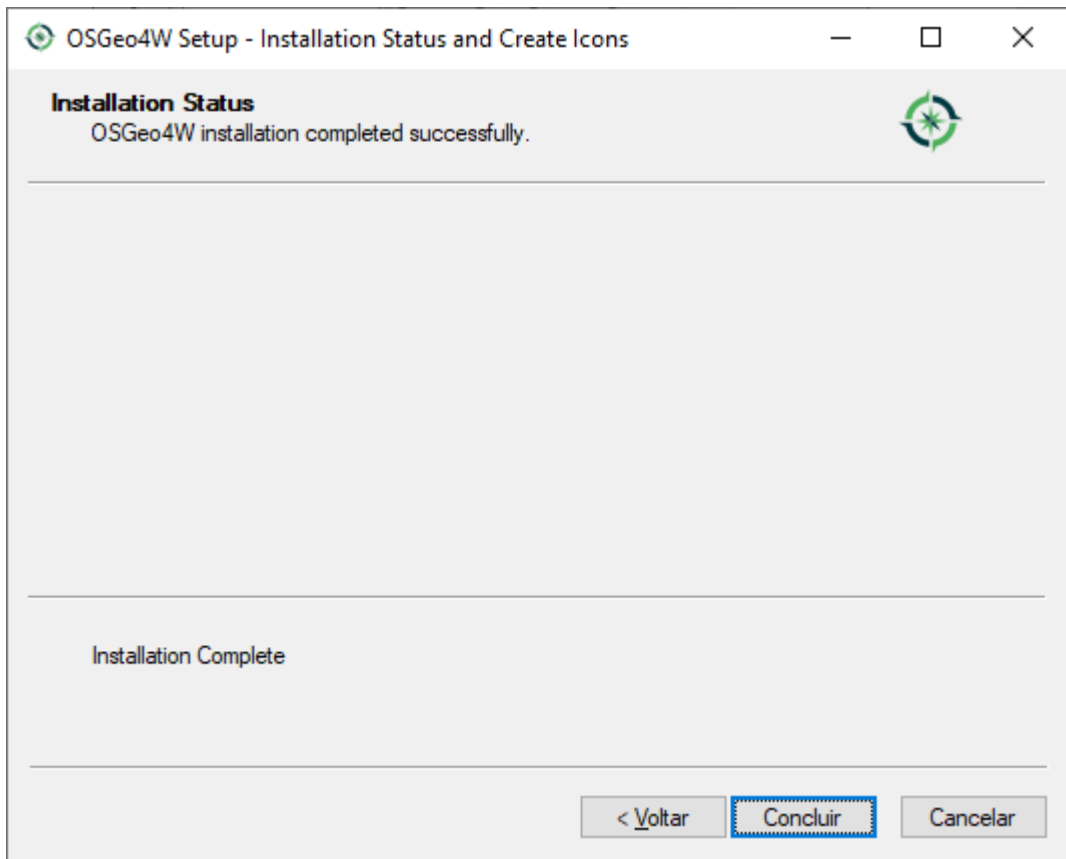 OSGeo4W Setup - Installation Status and Create Icons
Installation Status
OSGeo4W installation completed successfully.
Installation Complete
< Voltar
Concluir
Cancelar